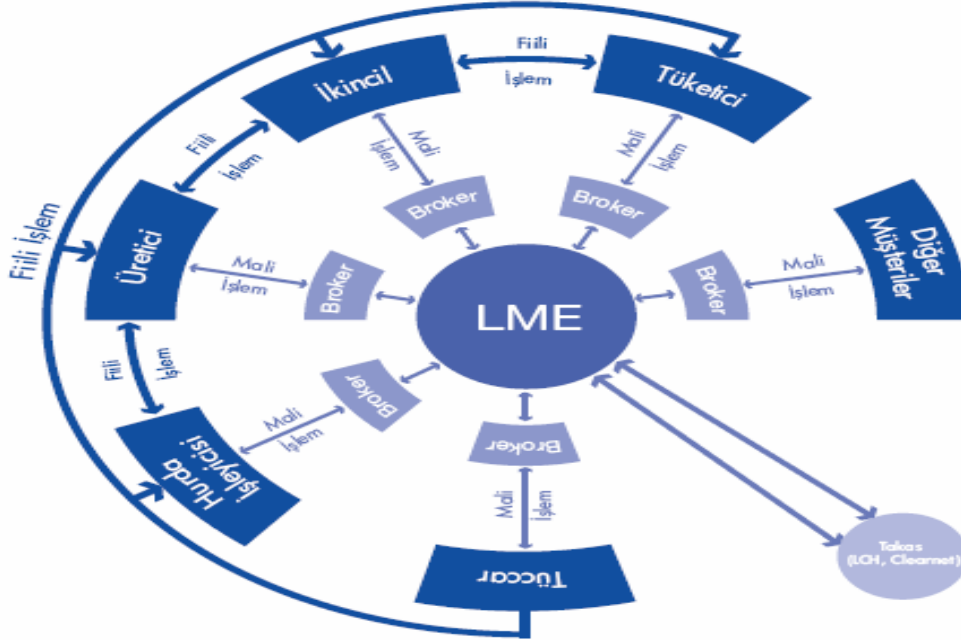 Fiili
İşlem
İkincil
Tüketici
Fiili
İşlem
Mali
İşlem
Mali
İşlem
Broker
Broker
Fiili İşlem
Üretici
Mali
İşlem
Broker
LME
Broker
Mali
İşlem
Diğer
Müşteriler
Fiili
İşlem
Broker
Mali
İşlem
Hurda
İşleyicisi
Broker
Mali
İşlem
Tüccar
Takas
(LCH, Clearnet)